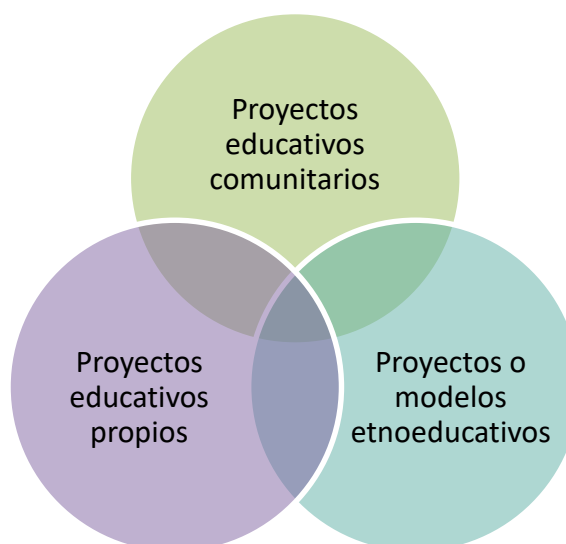 Proyectos
educativos
comunitarios
Proyectos
educativos
propios
Proyectos o
modelos
etnoeducativos